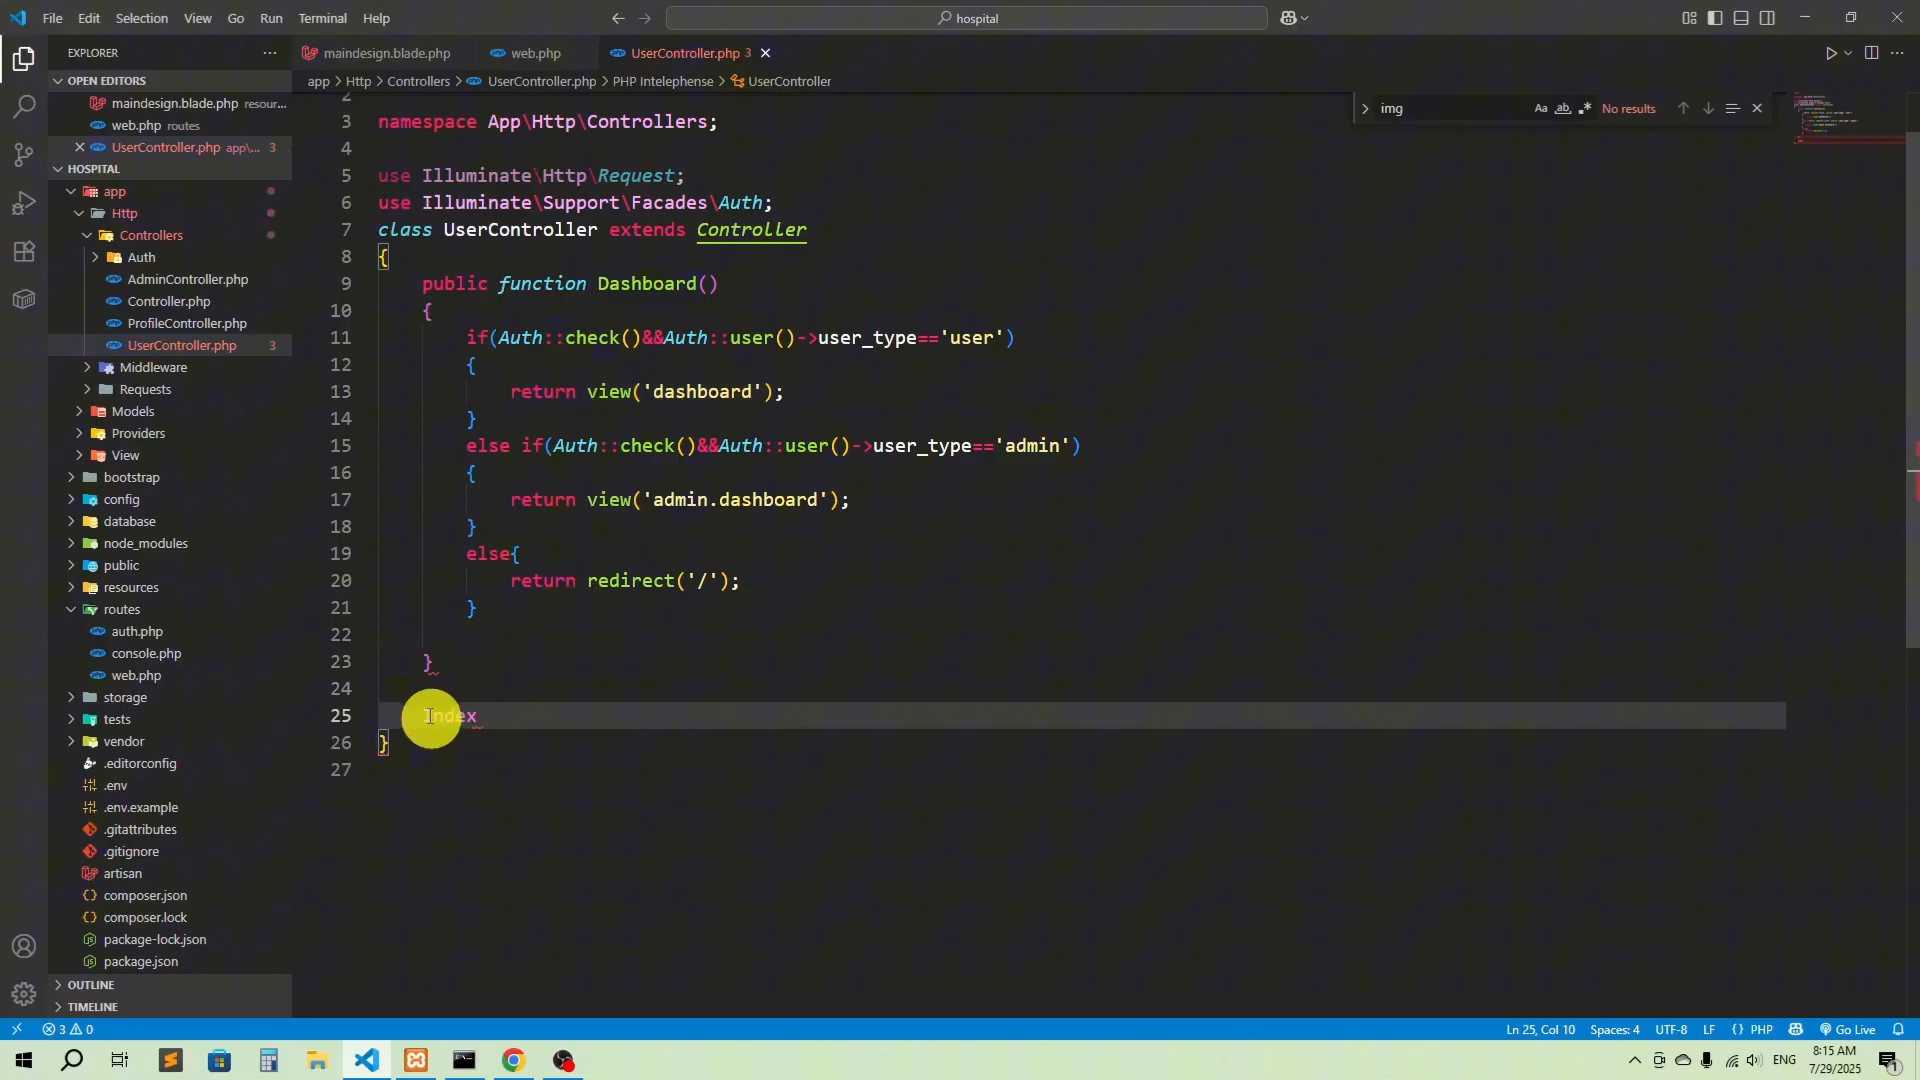 File Edit Selection View Go Run Terminal Help
hospital
EXPLORER
maindesign.blade.php
web.php
UserController.php 3
OPEN EDITORS
app > Http > Controllers > UserController.php > PHP Intelephense > UserController
maindesign.blade.php resour...
web.php routes
UserController.php app\... 3
img
No results
HOSPITAL
app
Http
Controllers
Auth
AdminController.php
Controller.php
ProfileController.php
UserController.php 3
Middleware
Requests
Models
Providers
View
bootstrap
config
database
node_modules
public
resources
routes
auth.php
console.php
web.php
storage
tests
vendor
.editorconfig
.env
.env.example
.gitattributes
.gitignore
artisan
composer.json
composer.lock
package-lock.json
package.json
OUTLINE
TIMELINE
2
3 namespace App\Http\Controllers;
4
5 use Illuminate\Http\Request;
6 use Illuminate\Support\Facades\Auth;
7 class UserController extends Controller
8 {
9 public function Dashboard()
10 {
11 if(Auth::check()&&Auth::user()->user_type=='user')
12 {
13 return view('dashboard');
14 }
15 else if(Auth::check()&&Auth::user()->user_type=='admin')
16 {
17 return view('admin.dashboard');
18 }
19 else{
20 return redirect('/');
21 }
22
23 }
24
25 Index
26 }
27
3 0
Ln 25, Col 10 Spaces: 4 UTF-8 LF {} PHP Go Live
ENG
8:15 AM
7/29/2025
1